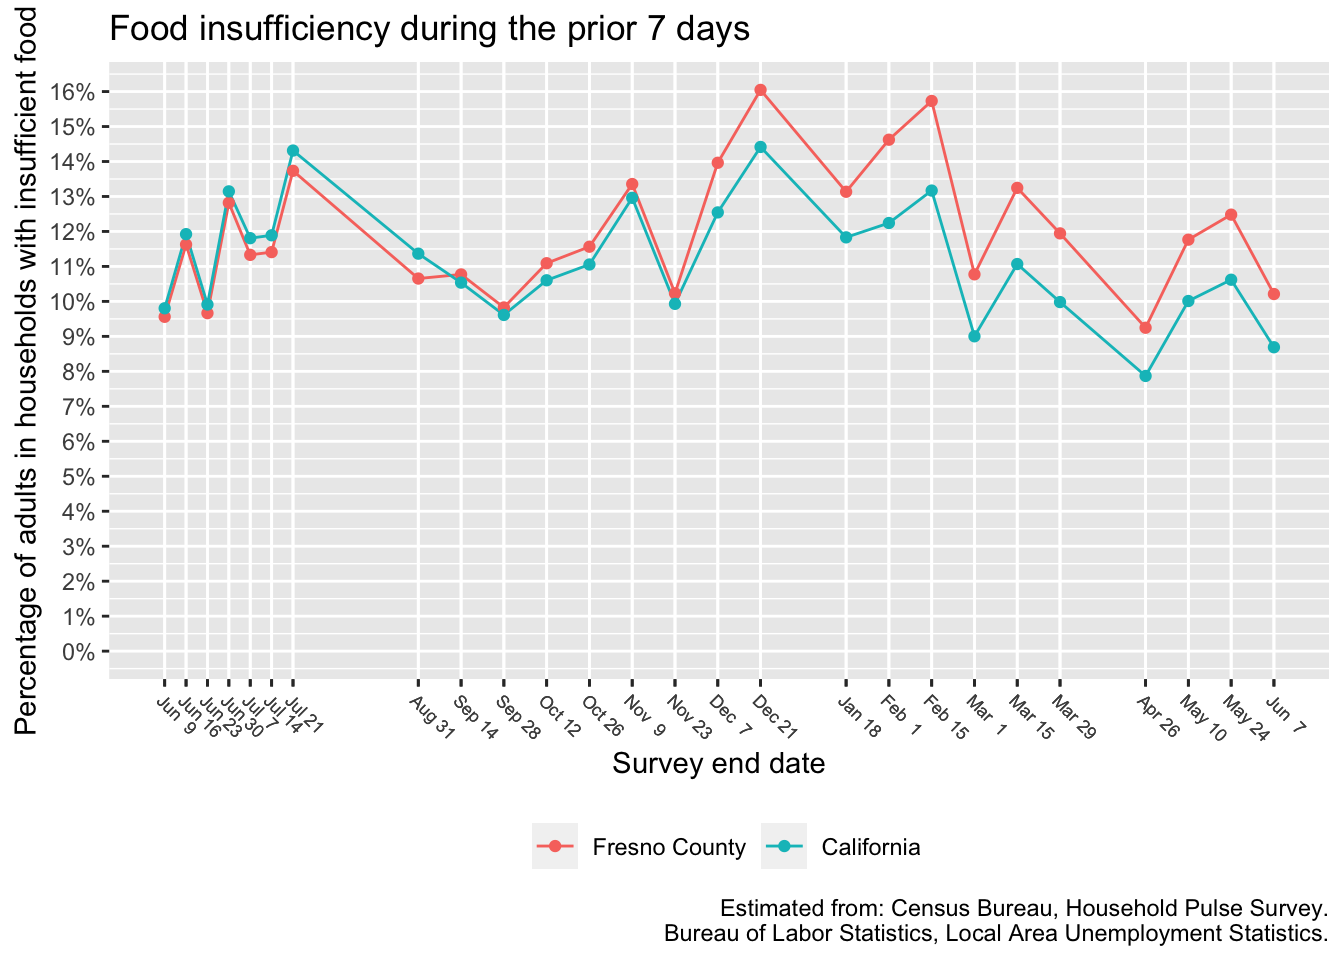 Food insufficiency during the prior 7 days
Percentage of adults in households with insufficient food
16%
15%
14%
13%
12%
11%
10%
9%
8%
7%
6%
5%
4%
3%
2%
1%
0%
Jun 9
Jun 16
Jun 23
Jun 30
Jul 7
Jul 14
Jul 21
Aug 31
Sep 14
Sep 28
Oct 12
Oct 26
Nov 9
Nov 23
Dec 7
Dec 21
Jan 18
Feb 1
Feb 15
Mar 1
Mar 15
Mar 29
Apr 26
May 10
May 24
Jun 7
Survey end date
Fresno County
California
Estimated from: Census Bureau, Household Pulse Survey.
Bureau of Labor Statistics, Local Area Unemployment Statistics.